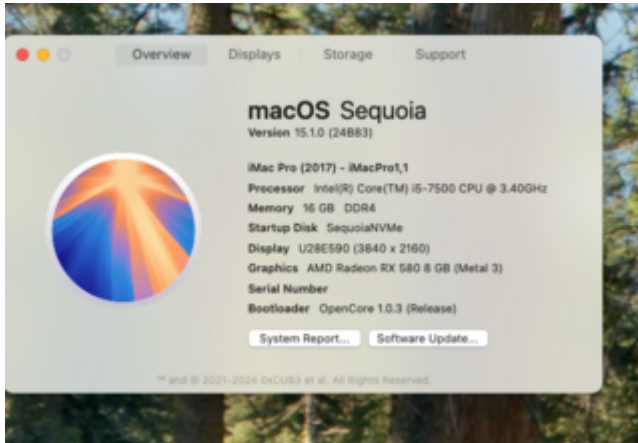 Overview Displays Storage Support
macOS Sequoia
Version 15.1.0 (24B83)
iMac Pro (2017) - iMacPro1,1
Processor Intel(R) Core(TM) i5-7500 CPU @ 3.40GHz
Memory 16 GB DDR4
Startup Disk SequoiaNVMe
Display U28E590 (3840 x 2160)
Graphics AMD Radeon RX 580 8 GB (Metal 3)
Serial Number
Bootloader OpenCore 1.0.3 (Release)
System Report... Software Update...
™ and © 2021-2024 0xCUB3 et al. All Rights Reserved.